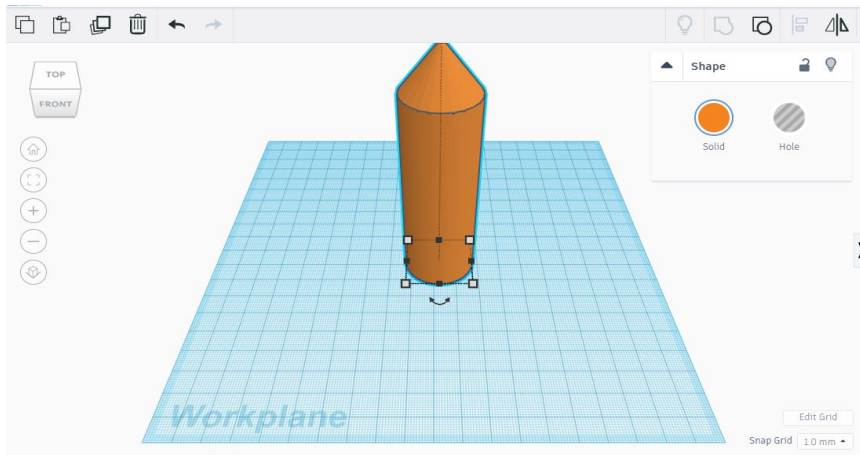 Shape
TOP
FRONT
Solid
Hole
Workplane
Edit Grid
Snap Grid 1.0 mm